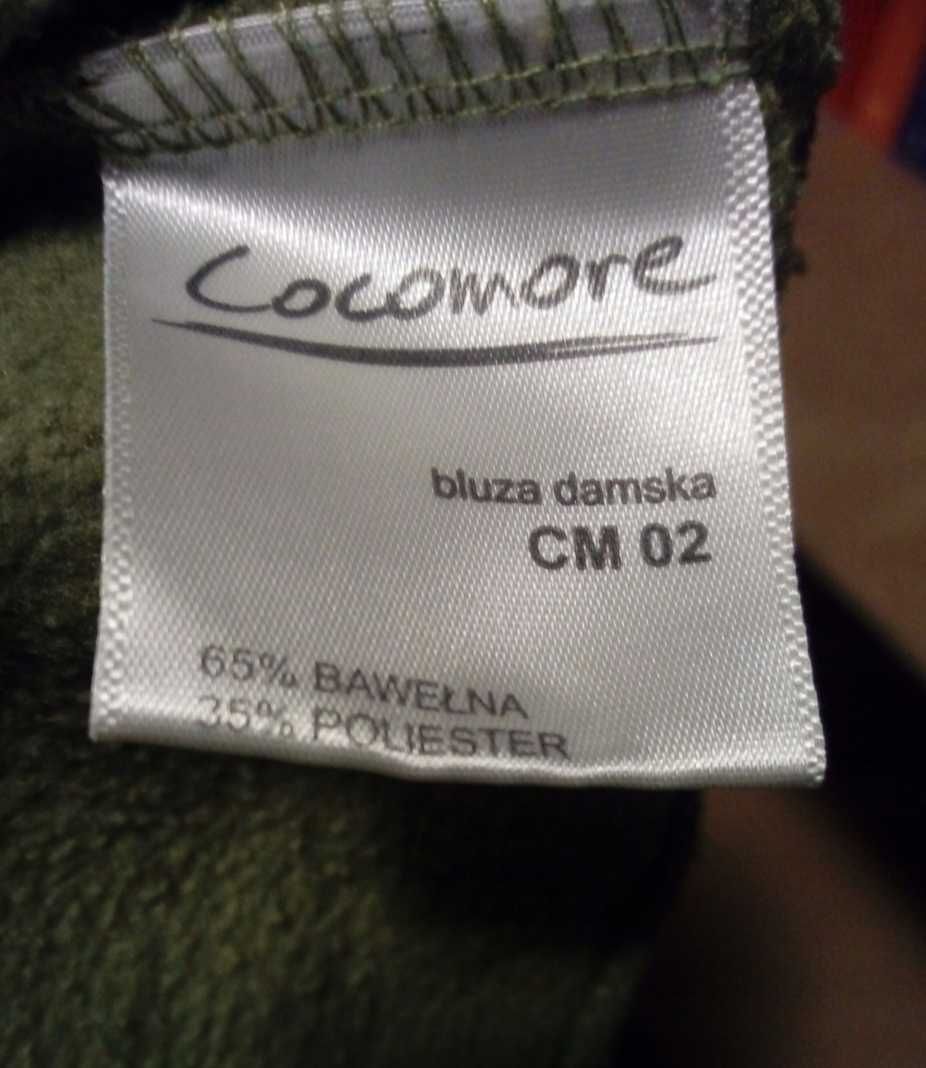 Cocomore
bluza damska
CM 02
65% BAWEŁNA
35% POLIESTER